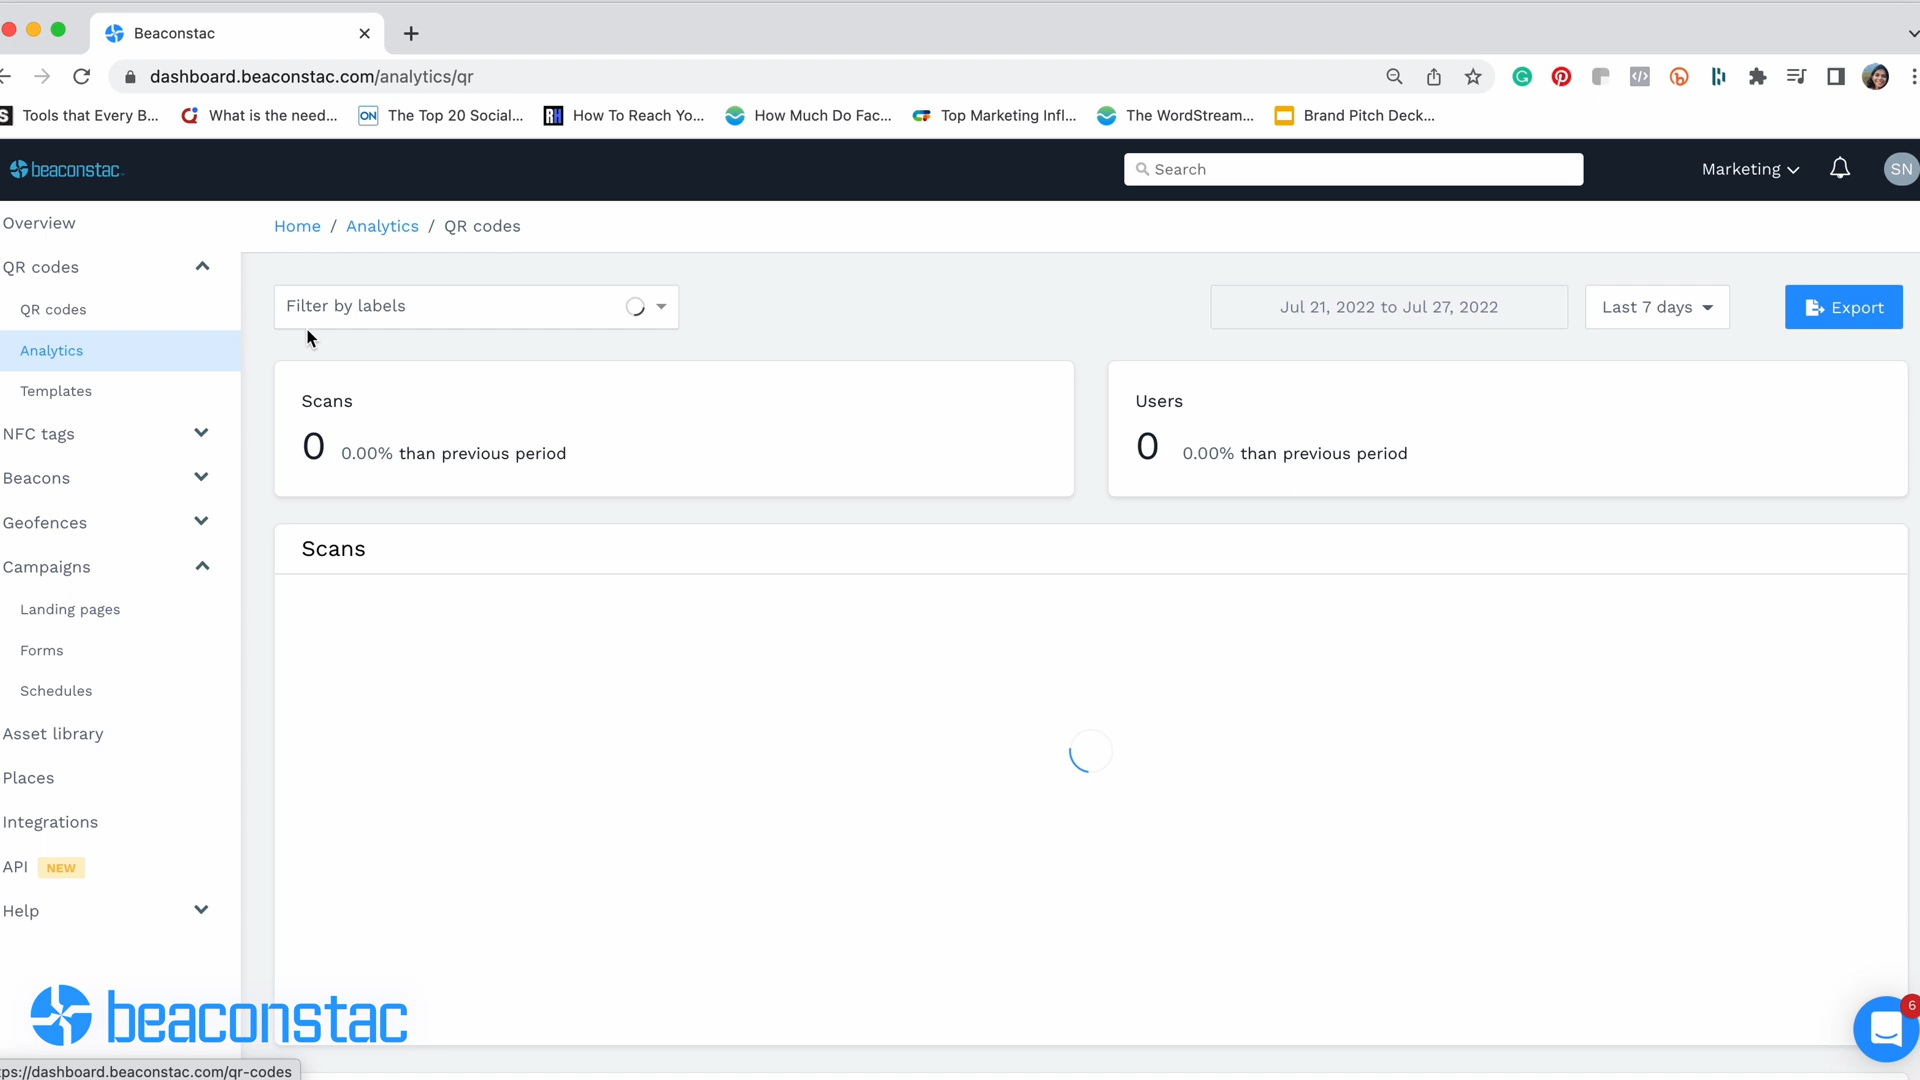 Beaconstac
dashboard.beaconstac.com/analytics/qr
Tools that Every B... What is the need... ON The Top 20 Social... RH How To Reach Yo... How Much Do Fac... Top Marketing Infl... The WordStream... Brand Pitch Deck...
beaconstac Search Marketing SN
Overview
Home / Analytics / QR codes
QR codes
QR codes
Analytics
Templates
NFC tags
Beacons
Geofences
Campaigns
Landing pages
Forms
Schedules
Asset library
Places
Integrations
API NEW
Help
Filter by labels
Jul 21, 2022 to Jul 27, 2022
Last 7 days
Export
Scans
0 0.00% than previous period
Users
0 0.00% than previous period
Scans
6
beaconstac
ps://dashboard.beaconstac.com/qr-codes